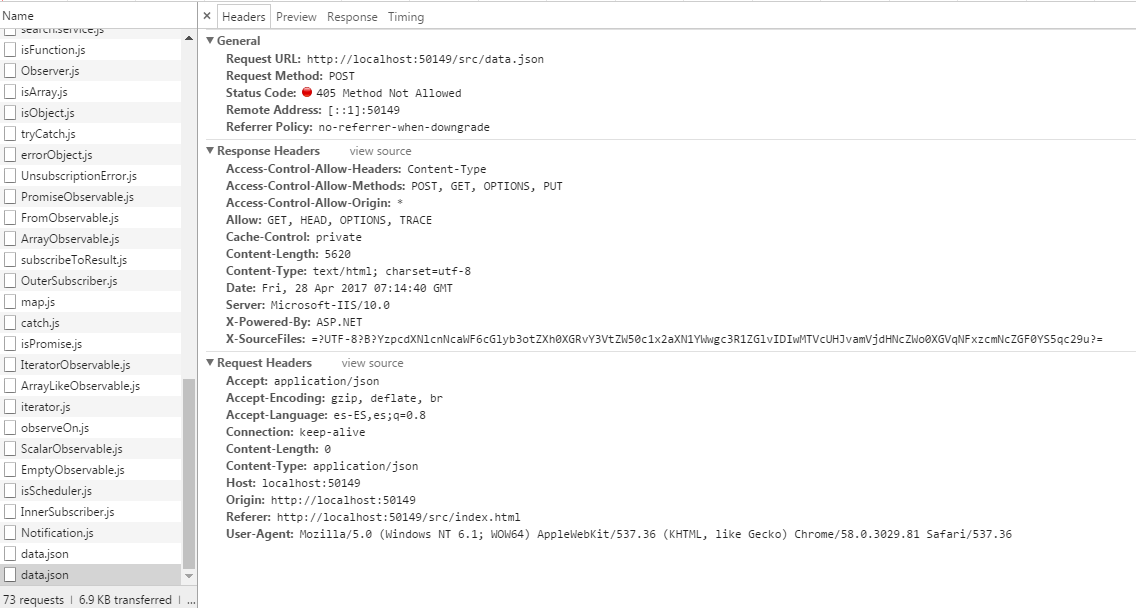 Name
search.service.js
isFunction.js
Observer.js
isArray.js
isObject.js
tryCatch.js
errorObject.js
UnsubscriptionError.js
PromiseObservable.js
FromObservable.js
ArrayObservable.js
subscribeToResult.js
OuterSubscriber.js
map.js
catch.js
isPromise.js
IteratorObservable.js
ArrayLikeObservable.js
iterator.js
observeOn.js
ScalarObservable.js
EmptyObservable.js
isScheduler.js
InnerSubscriber.js
Notification.js
data.json
data.json
73 requests | 6.9 KB transferred | ...
× Headers Preview Response Timing
General
Request URL: http://localhost:50149/src/data.json
Request Method: POST
Status Code: 405 Method Not Allowed
Remote Address: [::1]:50149
Referrer Policy: no-referrer-when-downgrade
Response Headers view source
Access-Control-Allow-Headers: Content-Type
Access-Control-Allow-Methods: POST, GET, OPTIONS, PUT
Access-Control-Allow-Origin: *
Allow: GET, HEAD, OPTIONS, TRACE
Cache-Control: private
Content-Length: 5620
Content-Type: text/html; charset=utf-8
Date: Fri, 28 Apr 2017 07:14:40 GMT
Server: Microsoft-IIS/10.0
X-Powered-By: ASP.NET
X-SourceFiles:
Request Headers view source
Accept: application/json
Accept-Encoding: gzip, deflate, br
Accept-Language: es-ES,es;q=0.8
Connection: keep-alive
Content-Length: 0
Content-Type: application/json
Host: localhost:50149
Origin: http://localhost:50149
Referer: http://localhost:50149/src/index.html
User-Agent: Mozilla/5.0 (Windows NT 6.1; WOW64) AppleWebKit/537.36 (KHTML, like Gecko) Chrome/58.0.3029.81 Safari/537.36